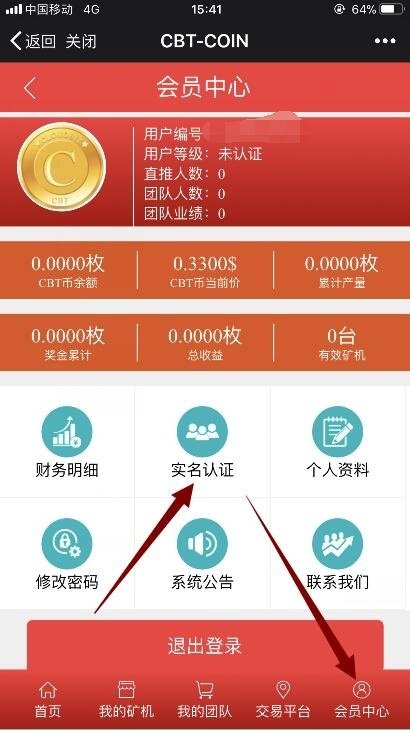 中国移动 4G 15:41 64%
返回 关闭 CBT-COIN
会员中心
用户编号
用户等级：未认证
直推人数：0
团队人数：0
团队业绩：0
C
CBT
0.0000枚 0.3300$ 0.0000枚
CBT币余额 CBT币当前价 累计产量
0.0000枚 0.0000枚 0台
奖金累计 总收益 有效矿机
财务明细 实名认证 个人资料
修改密码 系统公告 联系我们
退出登录
首页 我的矿机 我的团队 交易平台 会员中心